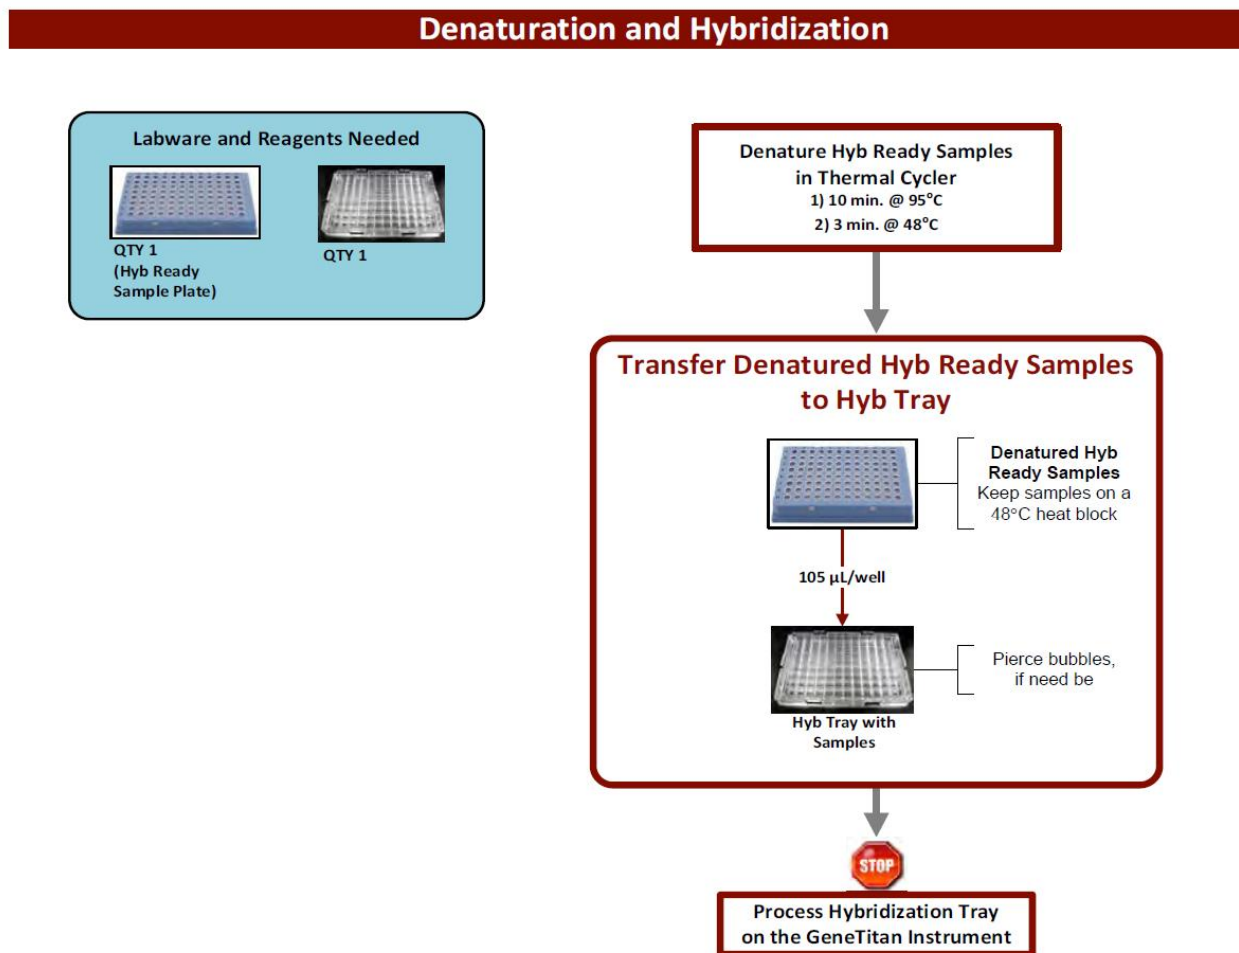 Denaturation and Hybridization
Labware and Reagents Needed
QTY 1
(Hyb Ready
Sample Plate)
QTY 1
Denature Hyb Ready Samples
in Thermal Cycler
1) 10 min. @ 95°C
2) 3 min. @ 48°C
Transfer Denatured Hyb Ready Samples
to Hyb Tray
Denatured Hyb
Ready Samples
Keep samples on a
48°C heat block
105 µL/well
Pierce bubbles,
if need be
Hyb Tray with
Samples
STOP
Process Hybridization Tray
on the GeneTitan Instrument